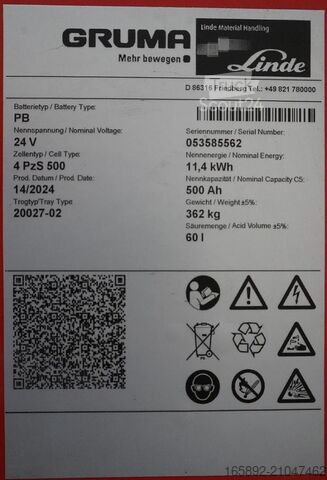 GRUMA
Mehr bewegen
Linde Material Handling
Linde
D 86316 Friedberg Tel.: +49 821 780000
Truck
Scout24
Batterietyp / Battery Type:
PB
Nennspannung / Nominal Voltage:
24 V
Zellentyp / Cell Type:
4 PzS 500
Prod. Datum / Prod. Date:
14/2024
Trogtyp/Tray Type
20027-02
Seriennummer / Serial Number:
053585562
Nennenergie / Nominal Energy:
11,4 kWh
Nennkapazität / Nominal Capacity C5:
500 Ah
Gewicht / Weight ±5%:
362 kg
Säuremenge / Acid Volume ±5%:
60 l
Pb
165892-21047462